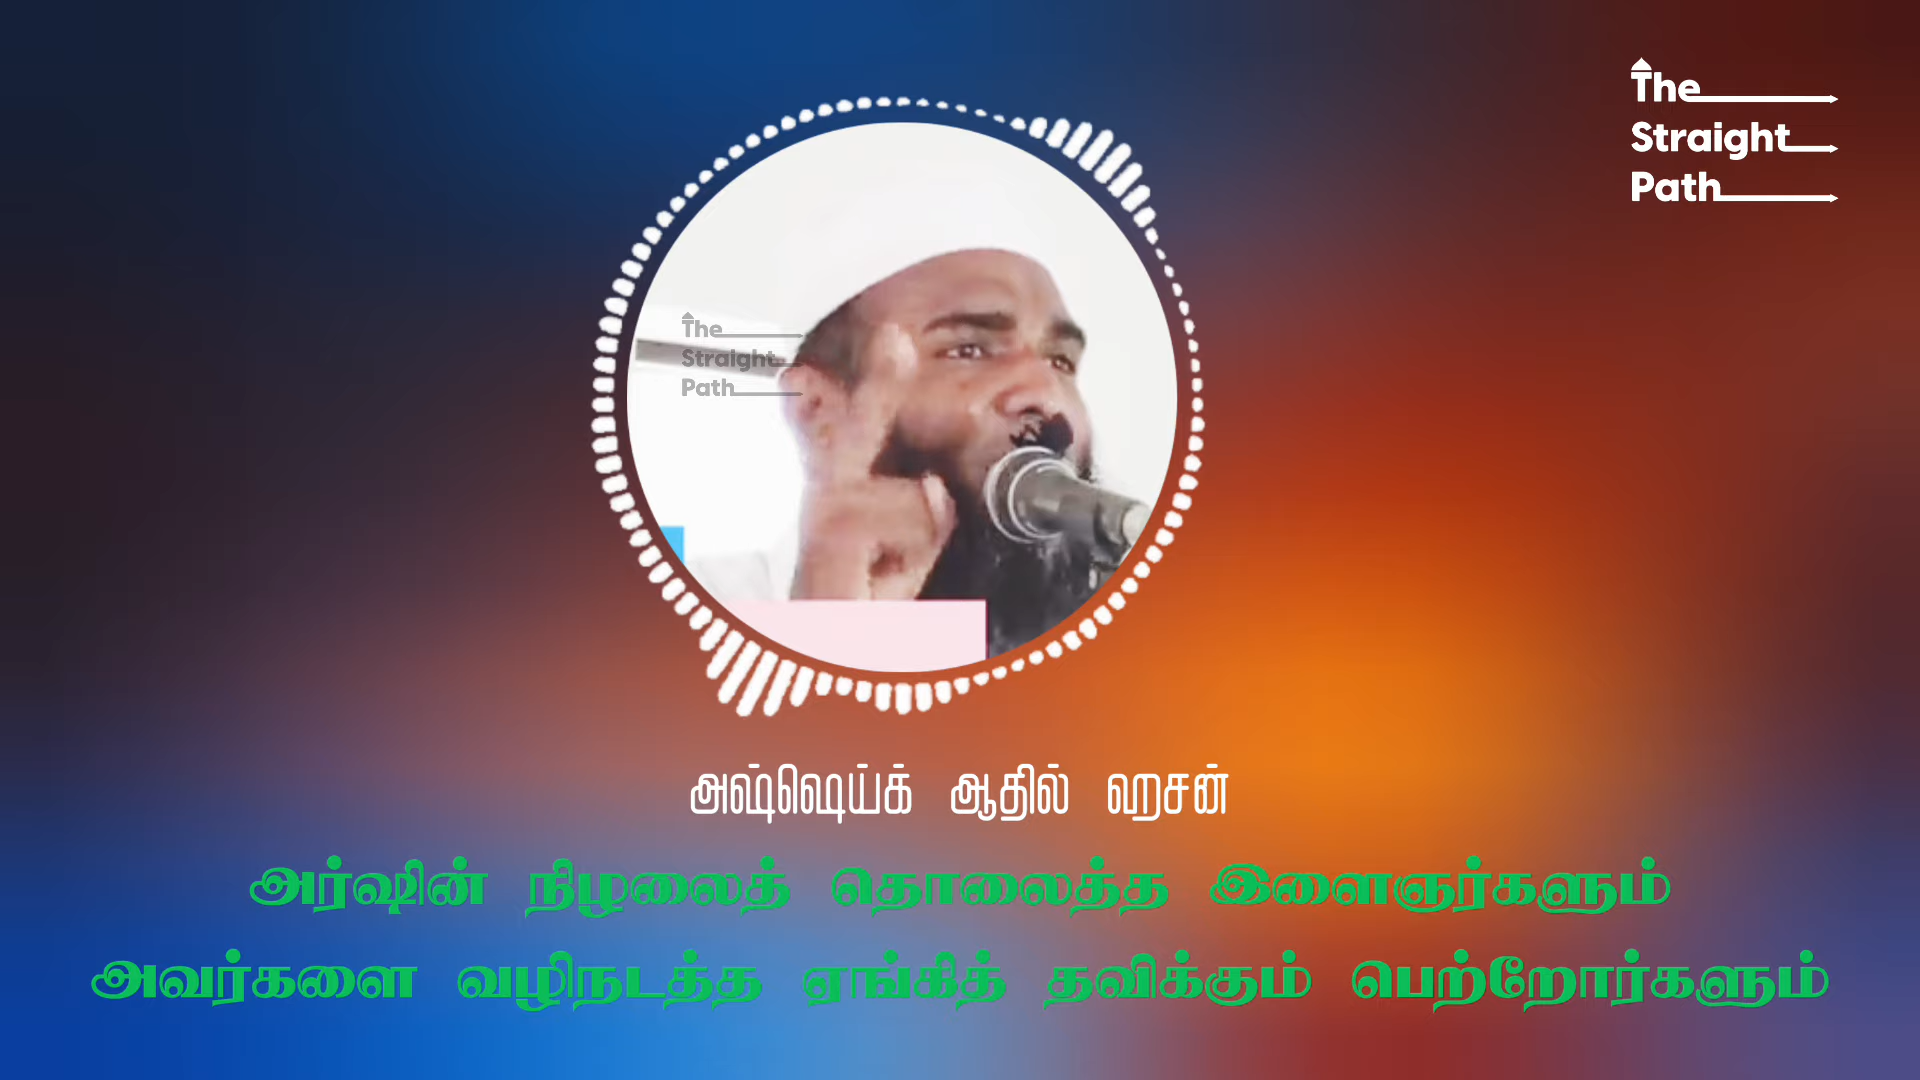 The
Straight
Path
The
Straight
Path
அஷ்ஷெய்க் ஆதில் ஹசன்
அர்ஷின் நிழலைத் தொலைத்த இளைஞர்களும்
அவர்களை வழிநடத்த ஏங்கித் தவிக்கும் பெற்றோர்களும்